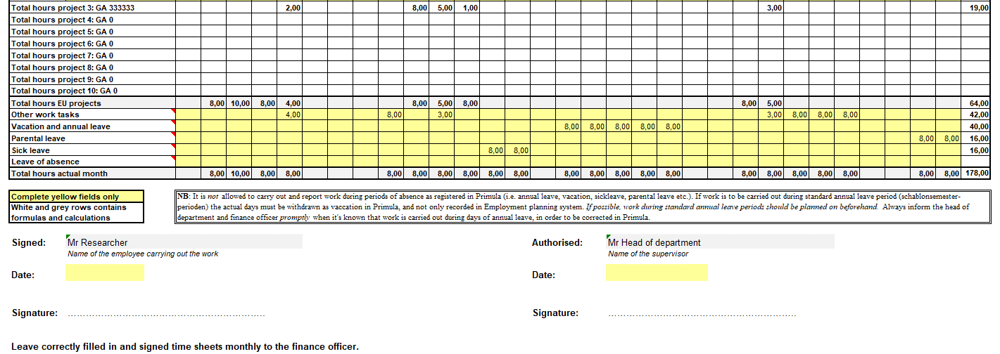 Total hours project 3: GA 333333 2,00 8,00 5,00 1,00 3,00 19,00
Total hours project 4: GA 0
Total hours project 5: GA 0
Total hours project 6: GA 0
Total hours project 7: GA 0
Total hours project 8: GA 0
Total hours project 9: GA 0
Total hours project 10: GA 0
Total hours EU projects 8,00 10,00 8,00 4,00 8,00 5,00 8,00 8,00 5,00 64,00
Other work tasks 4,00 8,00 3,00 3,00 8,00 8,00 8,00 42,00
Vacation and annual leave 8,00 8,00 8,00 8,00 8,00 40,00
Parental leave 8,00 8,00 16,00
Sick leave 8,00 8,00 16,00
Leave of absence
Total hours actual month 8,00 10,00 8,00 8,00 8,00 8,00 8,00 8,00 8,00 8,00 8,00 8,00 8,00 8,00 8,00 8,00 8,00 8,00 8,00 8,00 8,00 8,00 178,00
Complete yellow fields only
White and grey rows contains
formulas and calculations
NB: It is not allowed to carry out and report work during periods of absence as registered in Primula (i.e. annual leave, vacation, sickleave, parental leave etc.). If work is to be carried out during standard annual leave period (schablonsemester-
perioden) the actual days must be withdrawn as vaccation in Primula, and not only recorded in Employment planning system. If possible, work during standard annual leave periods should be planned on beforehand. Always inform the head of
department and finance officer promptly when it's known that work is carried out during days of annual leave, in order to be corrected in Primula.
Signed: Mr Researcher Authorised: Mr Head of department
Name of the employee carrying out the work Name of the supervisor
Date: Date:
Signature: ........................................................... Signature: ...........................................................
Leave correctly filled in and signed time sheets monthly to the finance officer.